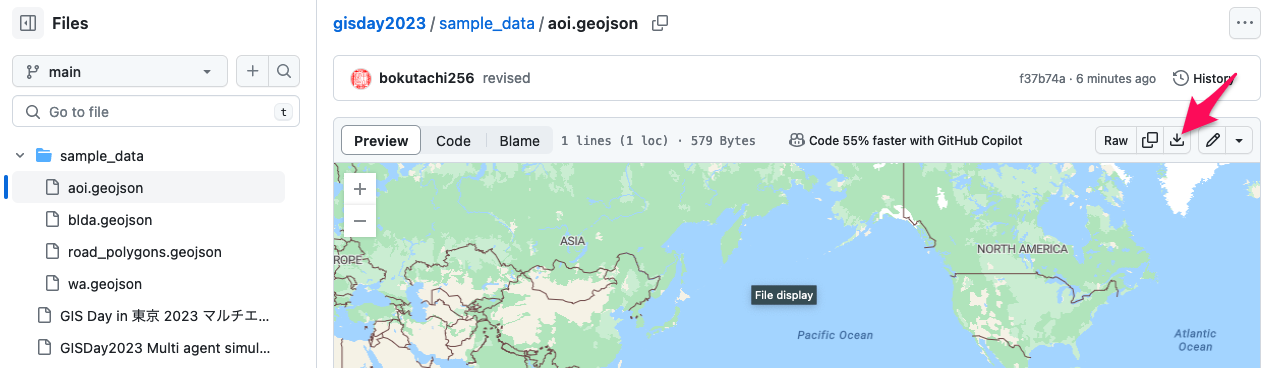 Files
main
Go to file
t
sample_data
aoi.geojson
blda.geojson
road_polygons.geojson
wa.geojson
GIS Day in 東京 2023 マルチエ...
GISDay2023 Multi agent simul...
gisday2023 / sample_data / aoi.geojson
bokutachi256 revised
f37b74a · 6 minutes ago
History
Preview Code Blame 1 lines (1 loc) · 579 Bytes
Code 55% faster with GitHub Copilot
Raw
+
−
ASIA
ROPE
NORTH AMERICA
File display
Pacific Ocean
Atlantic
Ocean